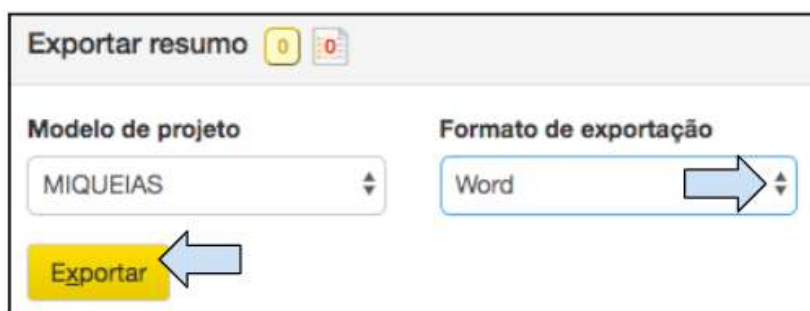 Exportar resumo 0 0
Modelo de projeto Formato de exportação
MIQUEIAS Word
Exportar